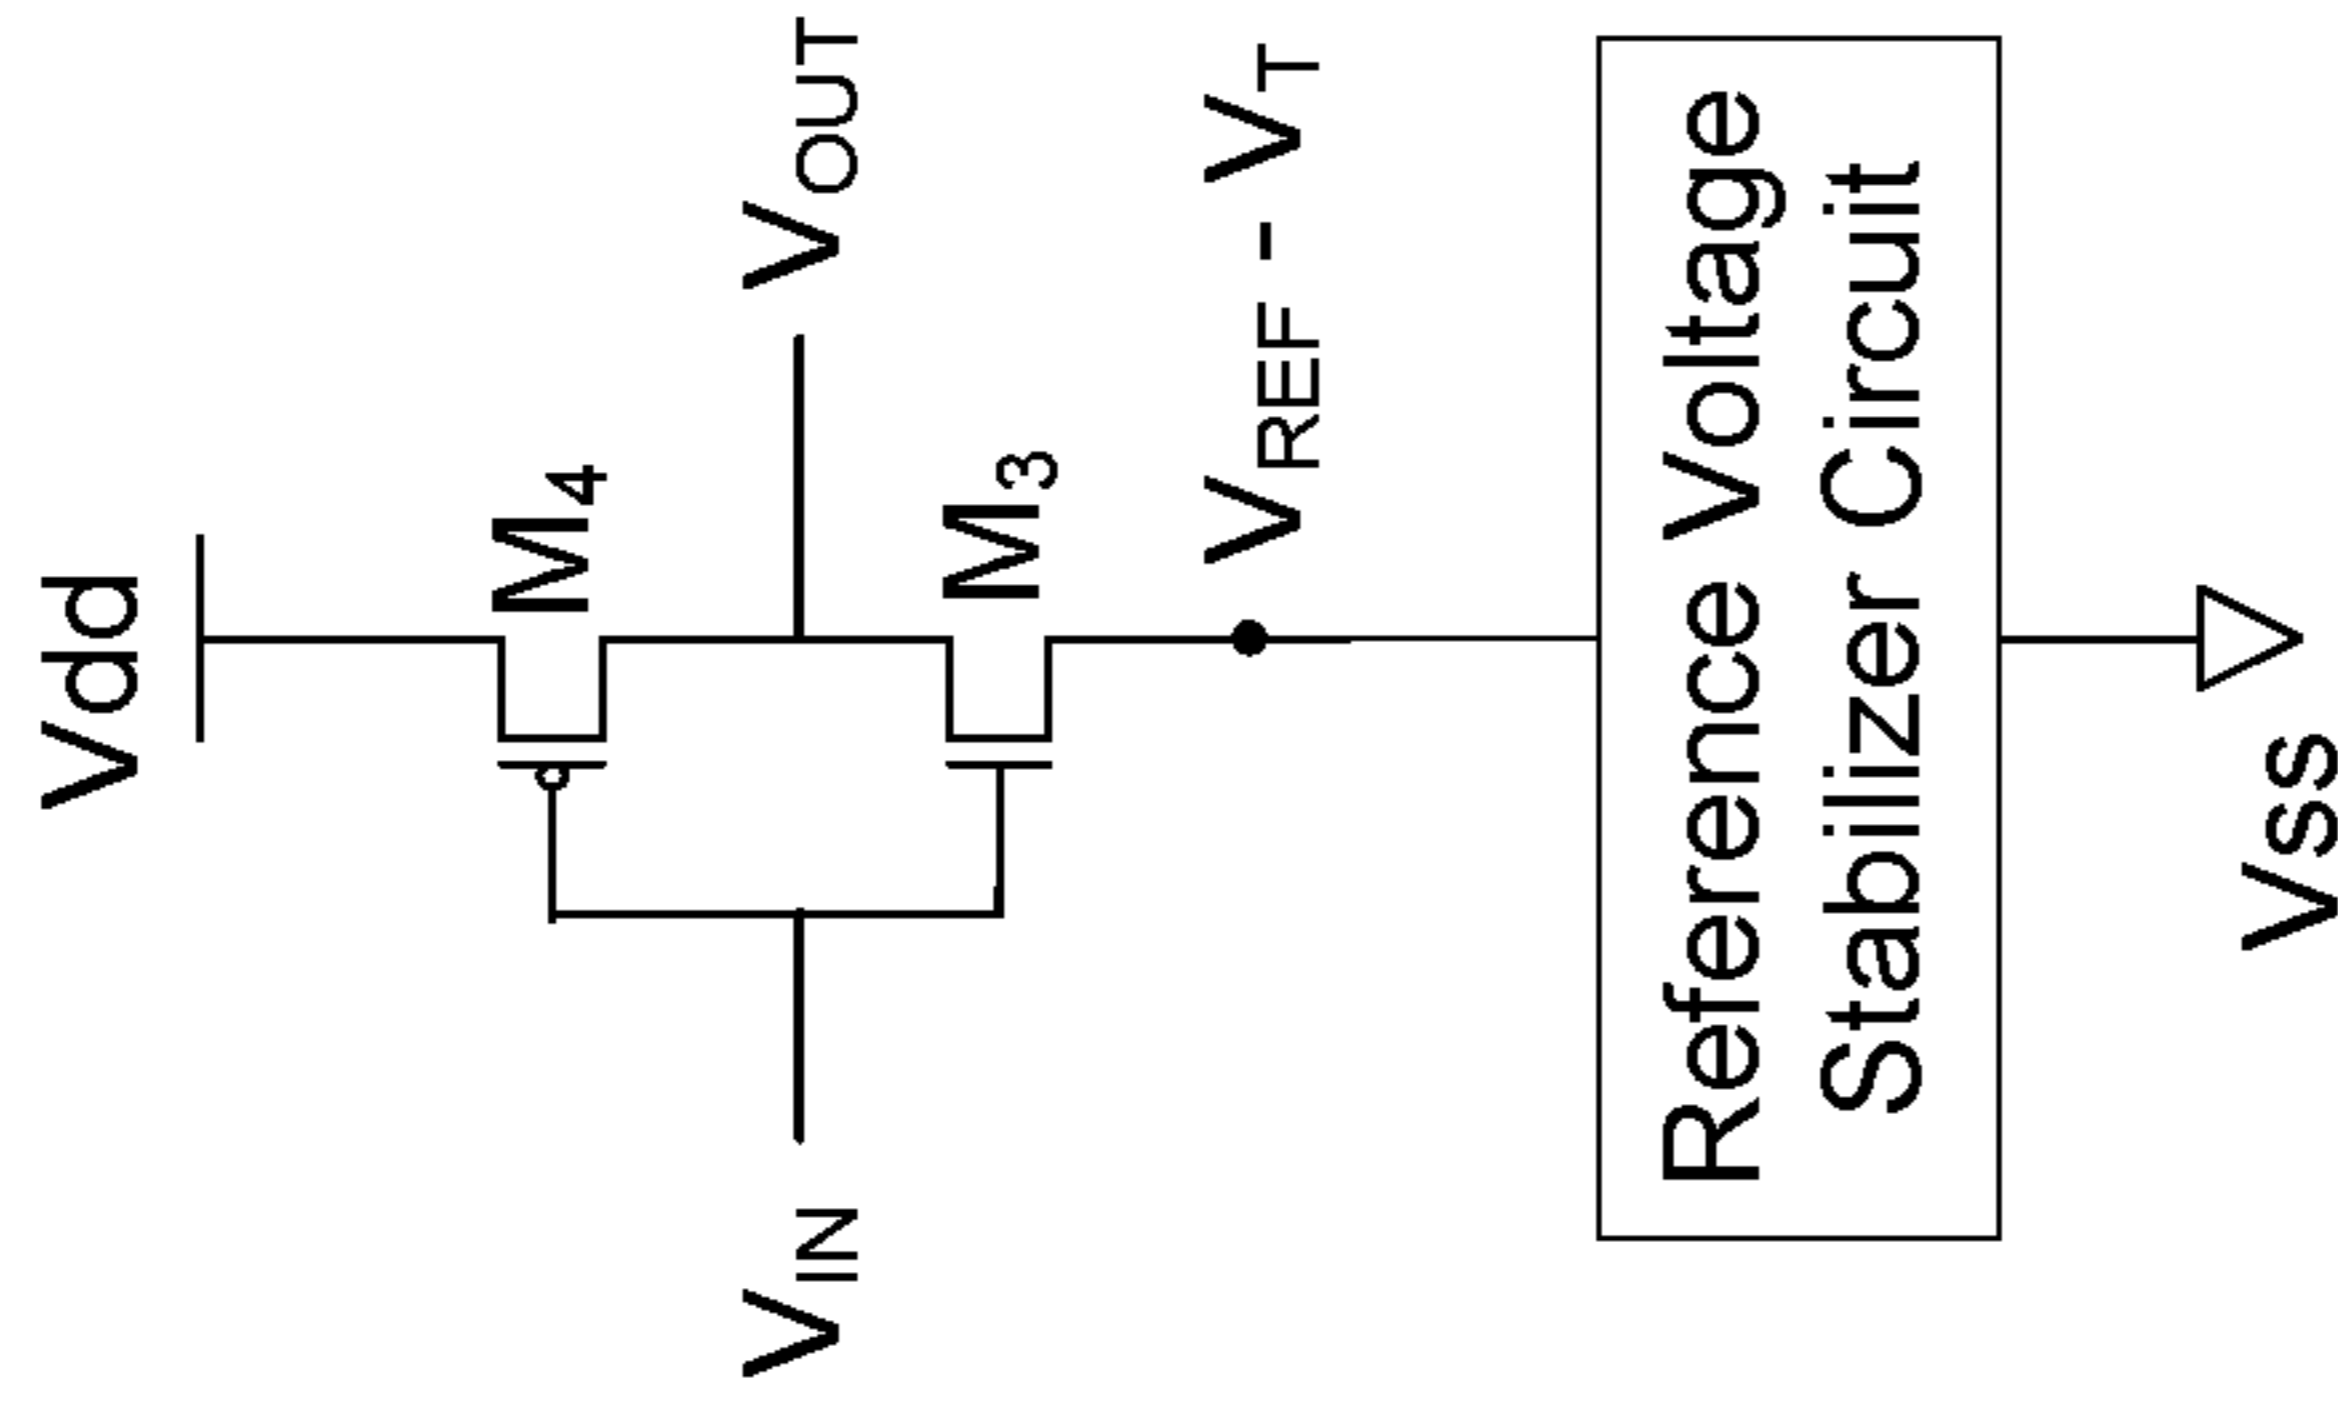 Vdd
M4
VIN
VOUT
M3
VREF - VT
Reference Voltage
Stabilizer Circuit
Vss